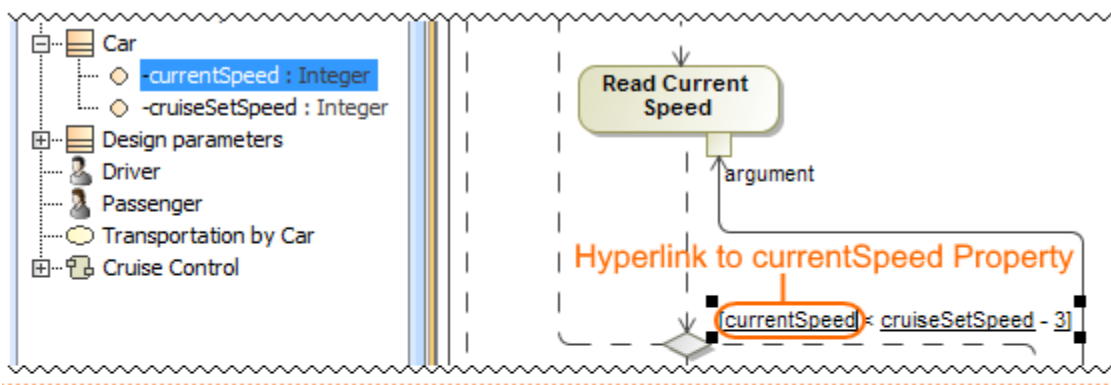 Car
-currentSpeed : Integer
-cruiseSetSpeed : Integer
Design parameters
Driver
Passenger
Transportation by Car
Cruise Control
Read Current
Speed
argument
Hyperlink to currentSpeed Property
[currentSpeed < cruiseSetSpeed - 3]